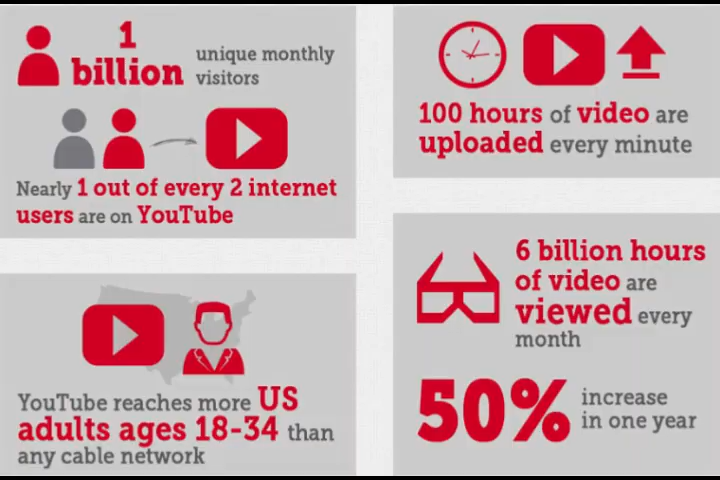 1
billion
unique monthly
visitors
Nearly 1 out of every 2 internet
users are on YouTube
YouTube reaches more US
adults ages 18-34 than
any cable network
100 hours of video are
uploaded every minute
6 billion hours
of video are
viewed every
month
50%
increase
in one year